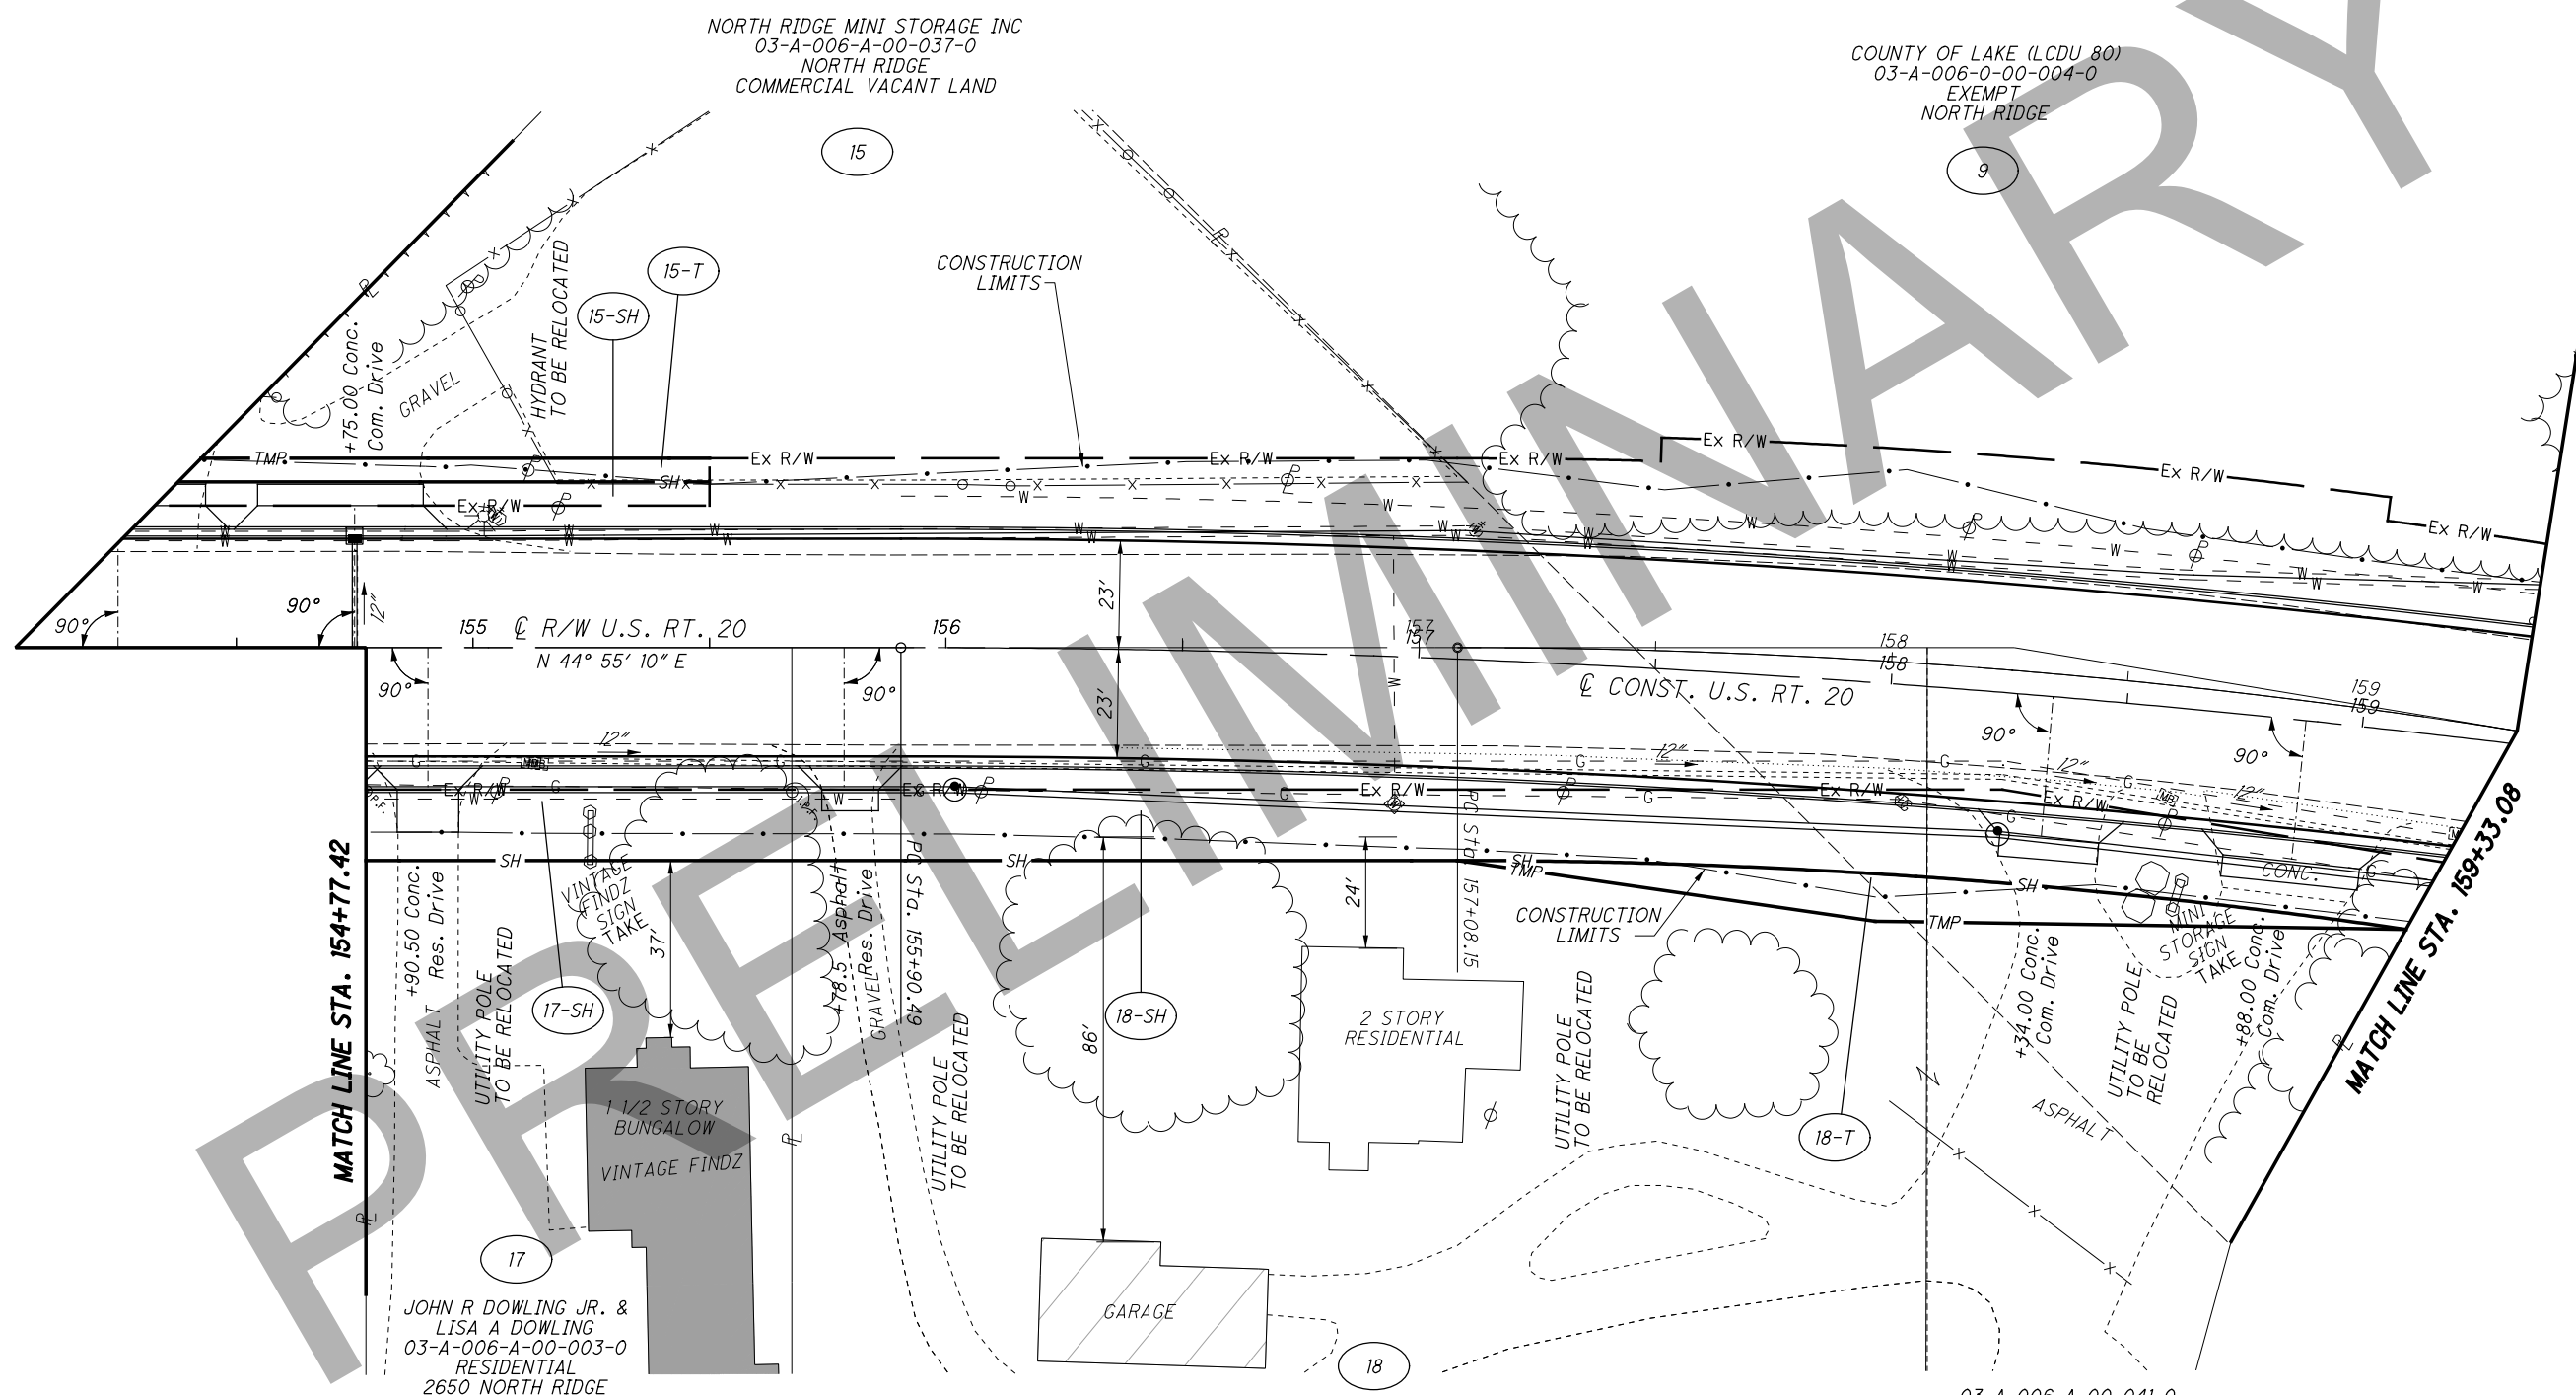 NORTH RIDGE MINI STORAGE INC
03-A-006-A-00-037-0
NORTH RIDGE
COMMERCIAL VACANT LAND
15
COUNTY OF LAKE (LCDU 80)
03-A-006-0-00-004-0
EXEMPT
NORTH RIDGE
9
PRELIMINARY
15-T
15-SH
CONSTRUCTION
LIMITS
HYDRANT
TO BE RELOCATED
+75.00 Conc.
Com. Drive
GRAVEL
TMP
Ex R/W
Ex R/W
Ex R/W
Ex R/W
Ex R/W
Ex R/W
SH
Ex R/W
90°
90°
12"
155
℄ R/W U.S. RT. 20
N 44° 55' 10" E
156
157
157
158
158
159
159
23'
23'
90°
90°
℄ CONST. U.S. RT. 20
90°
90°
12"
12"
12"
12"
Ex R/W
Ex R/W
Ex R/W
Ex R/W
Ex R/W
SH
SH
SH
TMP
SH
TMP
MATCH LINE STA. 154+77.42
MATCH LINE STA. 159+33.08
+90.50 Conc.
Res. Drive
ASPHALT
UTILITY POLE
TO BE RELOCATED
VINTAGE
FINDZ
SIGN
TAKE
17-SH
37'
+78.5 Asphalt
Res. Drive
GRAVEL
PC Sta. 155+90.49
UTILITY POLE
TO BE RELOCATED
18-SH
86'
24'
PC Sta. 157+08.15
CONSTRUCTION
LIMITS
2 STORY
RESIDENTIAL
UTILITY POLE
TO BE RELOCATED
18-T
+34.00 Conc.
Com. Drive
CONC.
MINI
STORAGE
SIGN
TAKE
UTILITY POLE
TO BE
RELOCATED
+88.00 Conc.
Com. Drive
ASPHALT
1 1/2 STORY
BUNGALOW
VINTAGE FINDZ
GARAGE
17
JOHN R DOWLING JR. &
LISA A DOWLING
03-A-006-A-00-003-0
RESIDENTIAL
2650 NORTH RIDGE
18
03-A-006-A-00-041-0